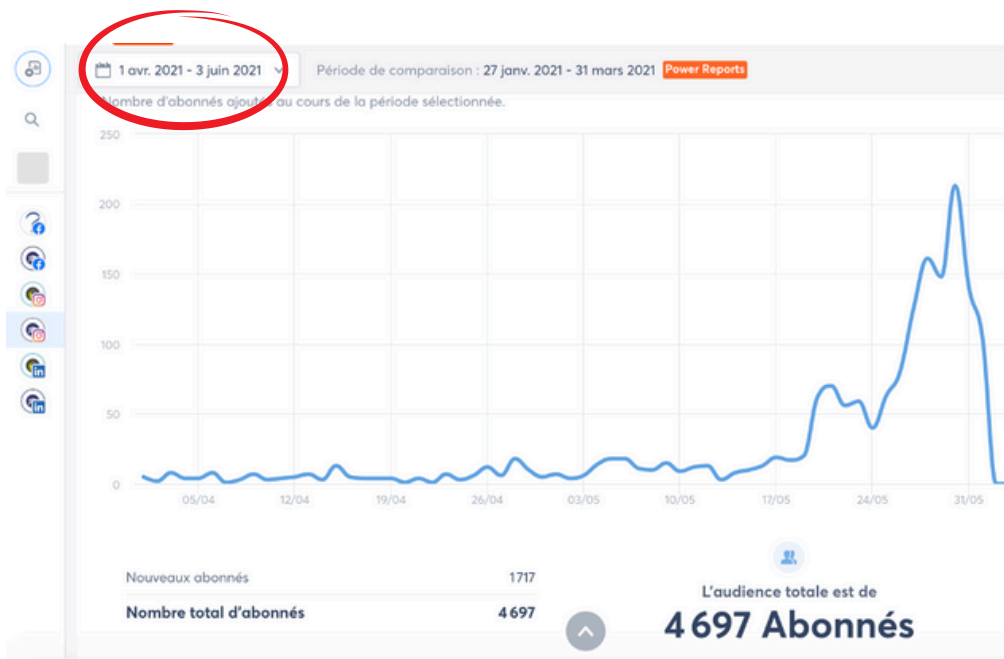 1 avr. 2021 - 3 juin 2021 Période de comparaison : 27 janv. 2021 - 31 mars 2021 Power Reports
Nombre d'abonnés ajoutés au cours de la période sélectionnée.
250
200
150
100
50
0
05/04 12/04 19/04 26/04 03/05 10/05 17/05 24/05 31/05
Nouveaux abonnés 1717
Nombre total d'abonnés 4 697
L'audience totale est de
4 697 Abonnés
in
in